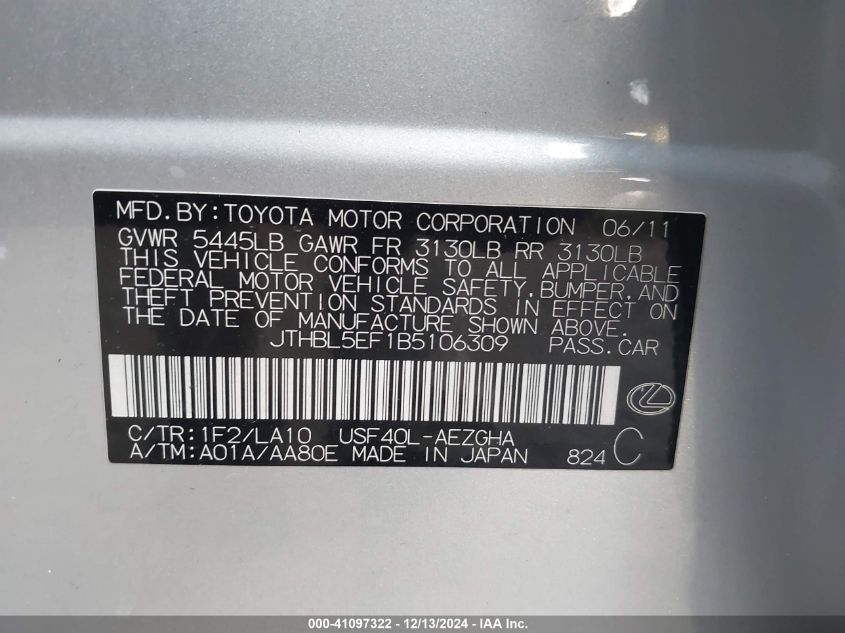 MFD.BY:TOYOTA MOTOR CORPORATION 06/11
GVWR 5445LB GAWR FR 3130LB RR 3130LB
THIS VEHICLE CONFORMS TO ALL APPLICABLE
FEDERAL MOTOR VEHICLE SAFETY,BUMPER,AND
THEFT PREVENTION STANDARDS IN EFFECT ON
THE DATE OF MANUFACTURE SHOWN ABOVE.
JTHBL5EF1B5106309 PASS.CAR
C/TR:1F2/LA10 USF40L-AEZGHA
A/TM:A01A/AA80E MADE IN JAPAN 824 C
000-41097322 - 12/13/2024 - IAA Inc.